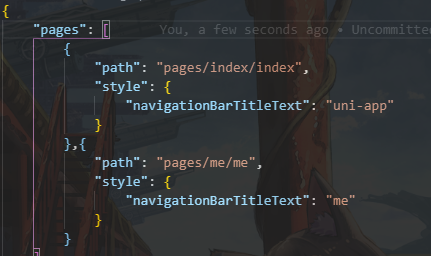 {
    "pages": [        You, a few seconds ago • Uncommitted
        {
            "path": "pages/index/index",
            "style": {
                "navigationBarTitleText": "uni-app"
            }
        },{
            "path": "pages/me/me",
            "style": {
                "navigationBarTitleText": "me"
            }
        }
    ]